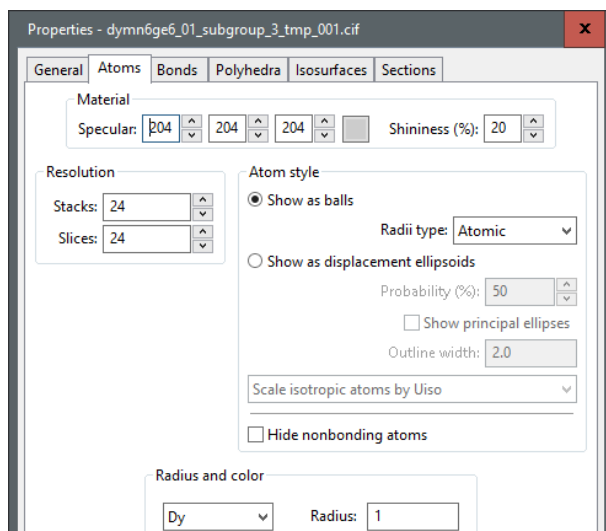 Properties - dymn6ge6_01_subgroup_3_tmp_001.cif x
General Atoms Bonds Polyhedra Isosurfaces Sections
Material
Specular: 204 204 204 Shininess (%): 20
Resolution
Stacks: 24
Slices: 24
Atom style
Show as balls
Radii type: Atomic
Show as displacement ellipsoids
Probability (%): 50
Show principal ellipses
Outline width: 2.0
Scale isotropic atoms by Uiso
Hide nonbonding atoms
Radius and color
Dy Radius: 1